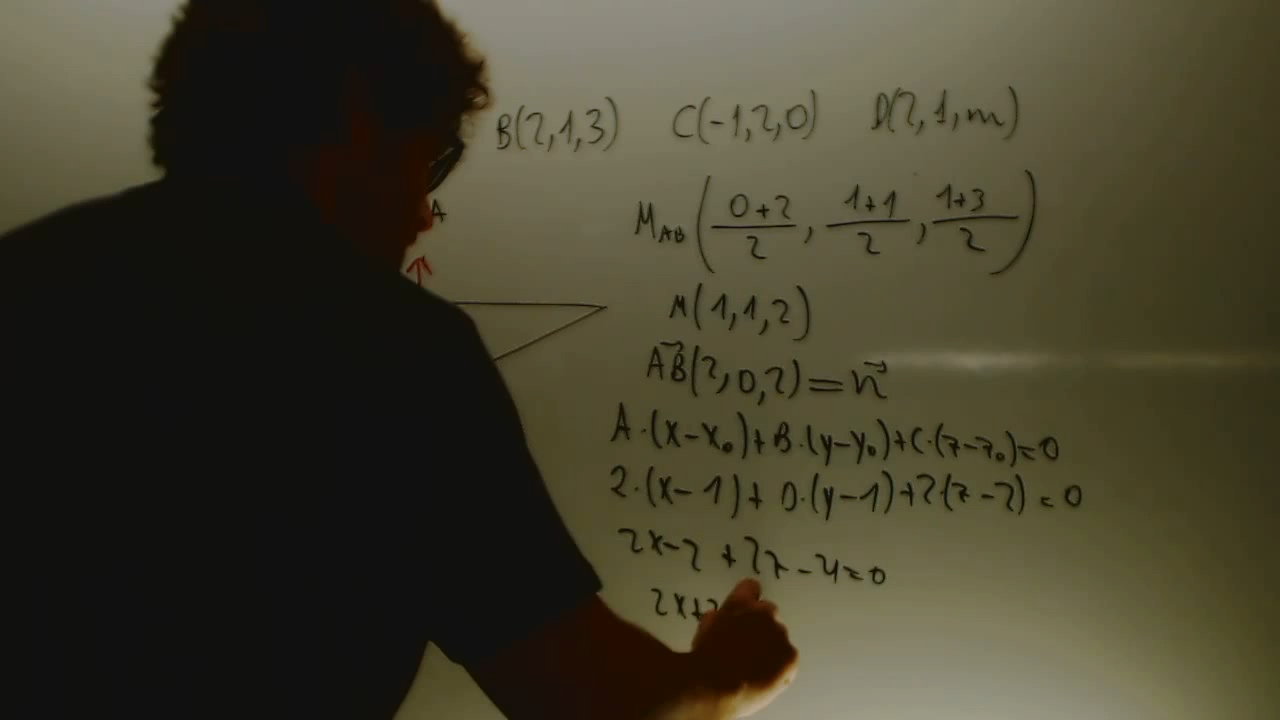 B(2,1,3) C(-1,2,0) D(2,1,m)
A
M_AB (0+2/2, 1+1/2, 1+3/2)
M(1,1,2)
AB⃗(2,0,2)=n⃗
A·(x-x₀)+B·(y-y₀)+C·(z-z₀)=0
2·(x-1)+0·(y-1)+2·(z-2)=0
2x-2+2z-4=0
2x+2